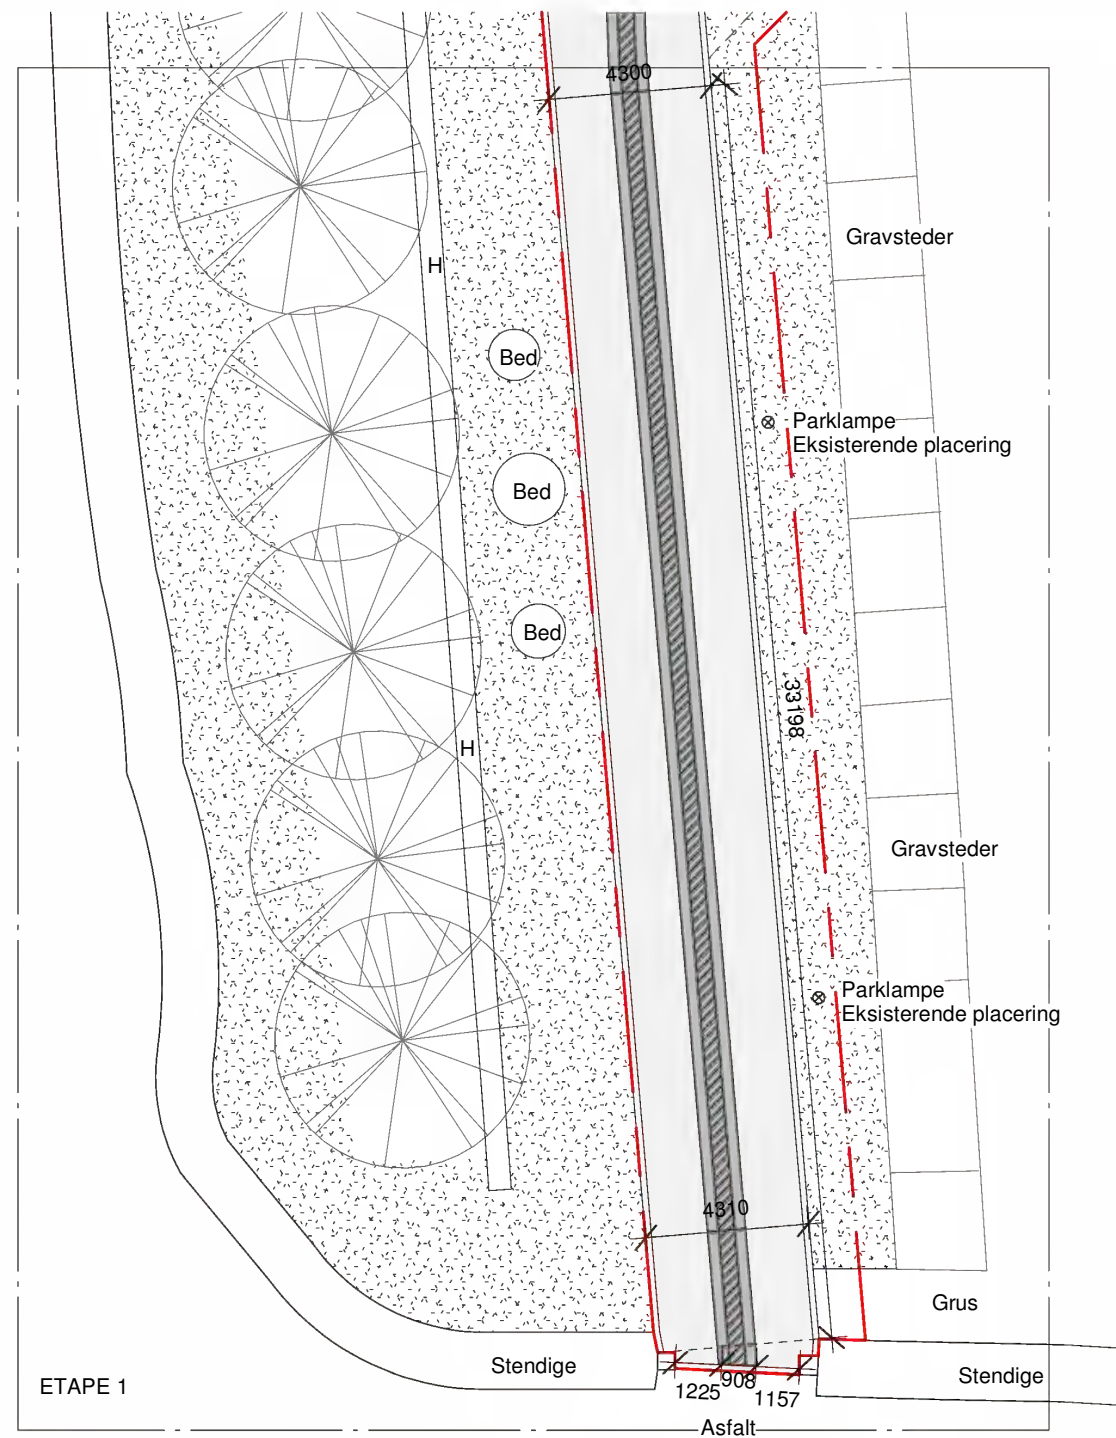 4300
Gravsteder
H
Bed
Parklampe
Eksisterende placering
Bed
Bed
33198
H
Gravsteder
Parklampe
Eksisterende placering
4310
Grus
Stendige
Stendige
ETAPE 1
1225
908
1157
Asfalt